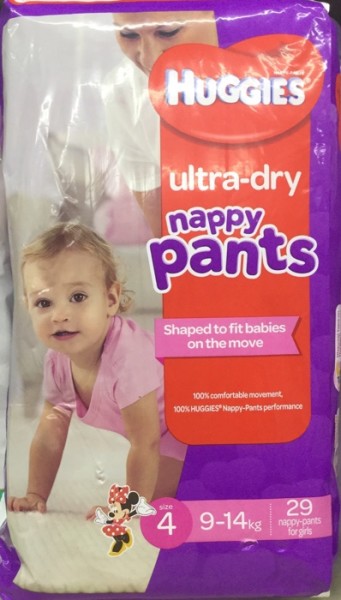 HUGGIES
ultra-dry
nappy
pants
Shaped to fit babies
on the move
100% comfortable movement,
100% HUGGIES® Nappy-Pants performance
size
4
9-14kg
29
nappy-pants
for girls